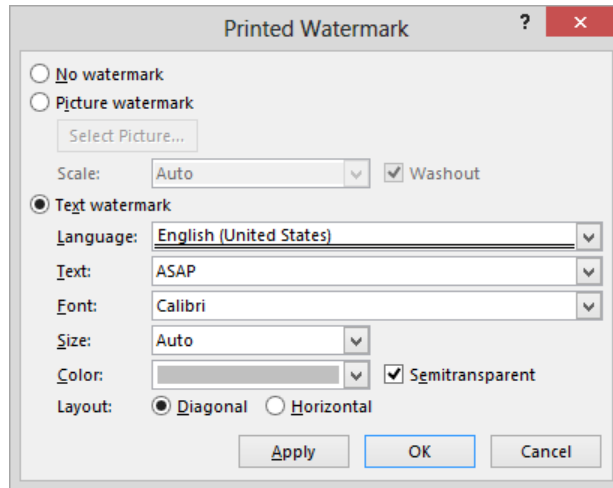 Printed Watermark ? ×
No watermark
Picture watermark
Select Picture...
Scale: Auto Washout
Text watermark
Language: English (United States)
Text: ASAP
Font: Calibri
Size: Auto
Color: Semitransparent
Layout: Diagonal Horizontal
Apply OK Cancel